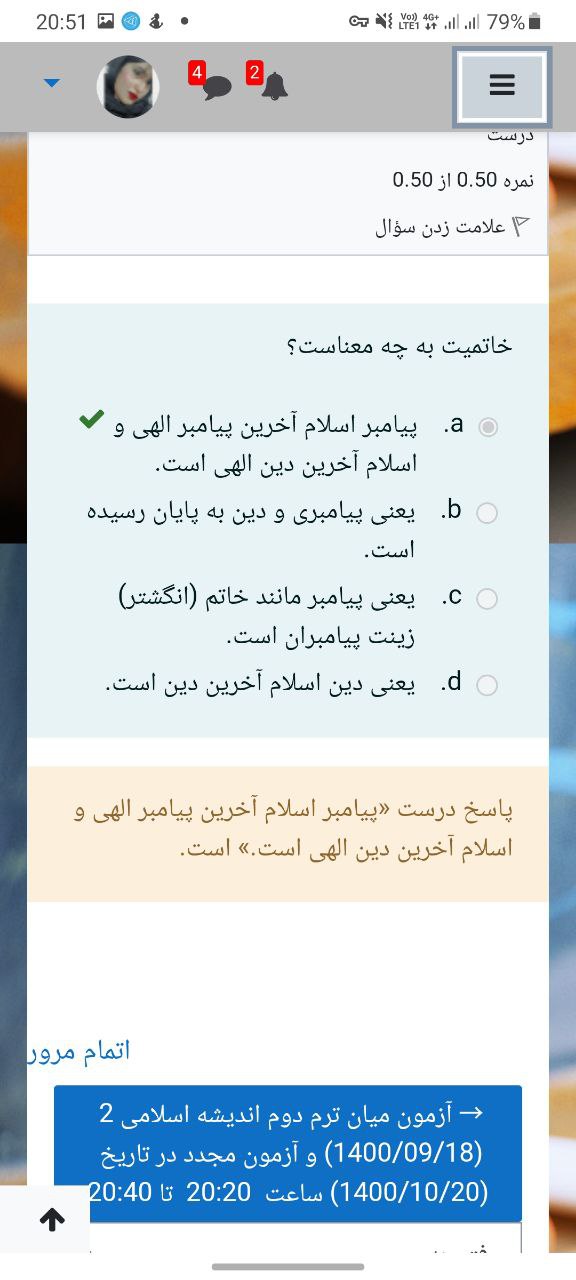 20:51
Vo)) 4G+ 79%
LTE1
4 2
درست
نمره 0.50 از 0.50
علامت زدن سؤال
خاتمیت به چه معناست؟
a. پیامبر اسلام آخرین پیامبر الهی و
اسلام آخرین دین الهی است.
b. یعنی پیامبری و دین به پایان رسیده
است.
c. یعنی پیامبر مانند خاتم (انگشتر)
زینت پیامبران است.
d. یعنی دین اسلام آخرین دین است.
پاسخ درست «پیامبر اسلام آخرین پیامبر الهی و
اسلام آخرین دین الهی است.» است.
اتمام مرور
→ آزمون میان ترم دوم اندیشه اسلامی 2
(1400/09/18) و آزمون مجدد در تاریخ
(1400/10/20) ساعت 20:20 تا 20:40